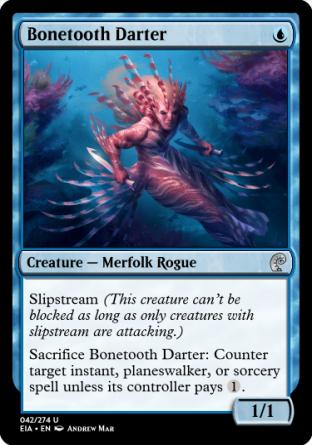 Bonetooth Darter
Creature — Merfolk Rogue
Slipstream (This creature can't be
blocked as long as only creatures with
slipstream are attacking.)
Sacrifice Bonetooth Darter: Counter
target instant, planeswalker, or sorcery
spell unless its controller pays 1.
042/274 U
EIA • EN Andrew Mar
1/1